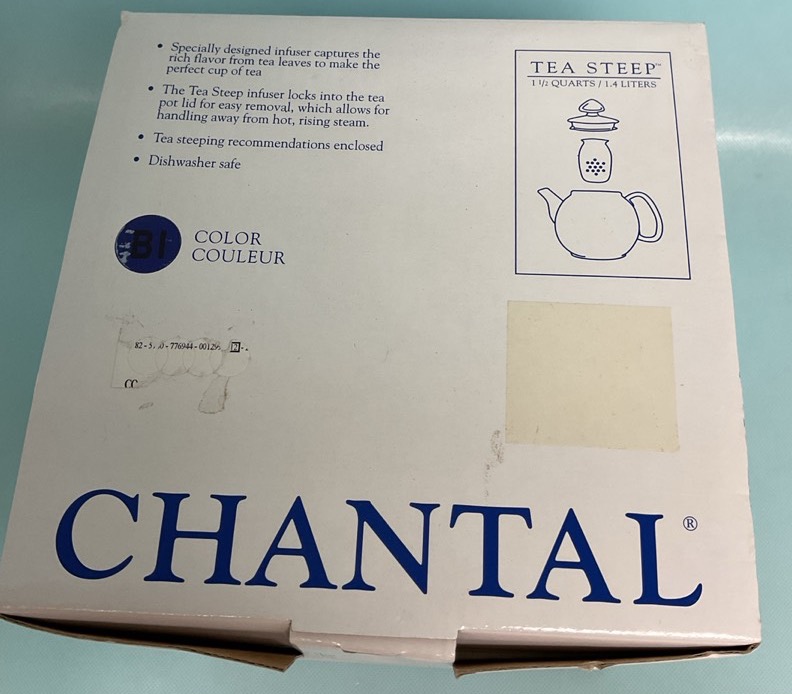 • Specially designed infuser captures the
rich flavor from tea leaves to make the
perfect cup of tea
• The Tea Steep infuser locks into the tea
pot lid for easy removal, which allows for
handling away from hot, rising steam.
• Tea steeping recommendations enclosed
• Dishwasher safe
TEA STEEP™
1 1/2 QUARTS / 1.4 LITERS
COLOR
COULEUR
CHANTAL®